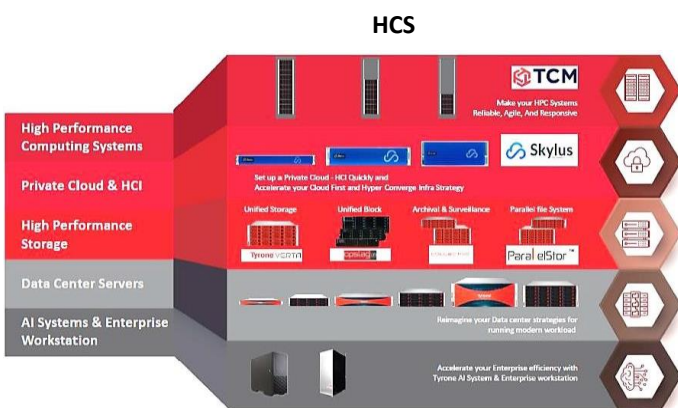 HCS
High Performance
Computing Systems
Private Cloud & HCI
High Performance
Storage
Data Center Servers
AI Systems & Enterprise
Workstation
TCM
Make your HPC Systems
Reliable, Agile, And Responsive
Skylus
Set up a Private Cloud - HCI Quickly and
Accelerate your Cloud First and Hyper Converge Infra Strategy
Unified Storage
Unified Block
Archival & Surveillance
Parallel file System
Tyrone VERTA
ParallelStor™
Reimagine your Data center strategies for
running modern workload
Accelerate your Enterprise efficiency with
Tyrone AI System & Enterprise workstation